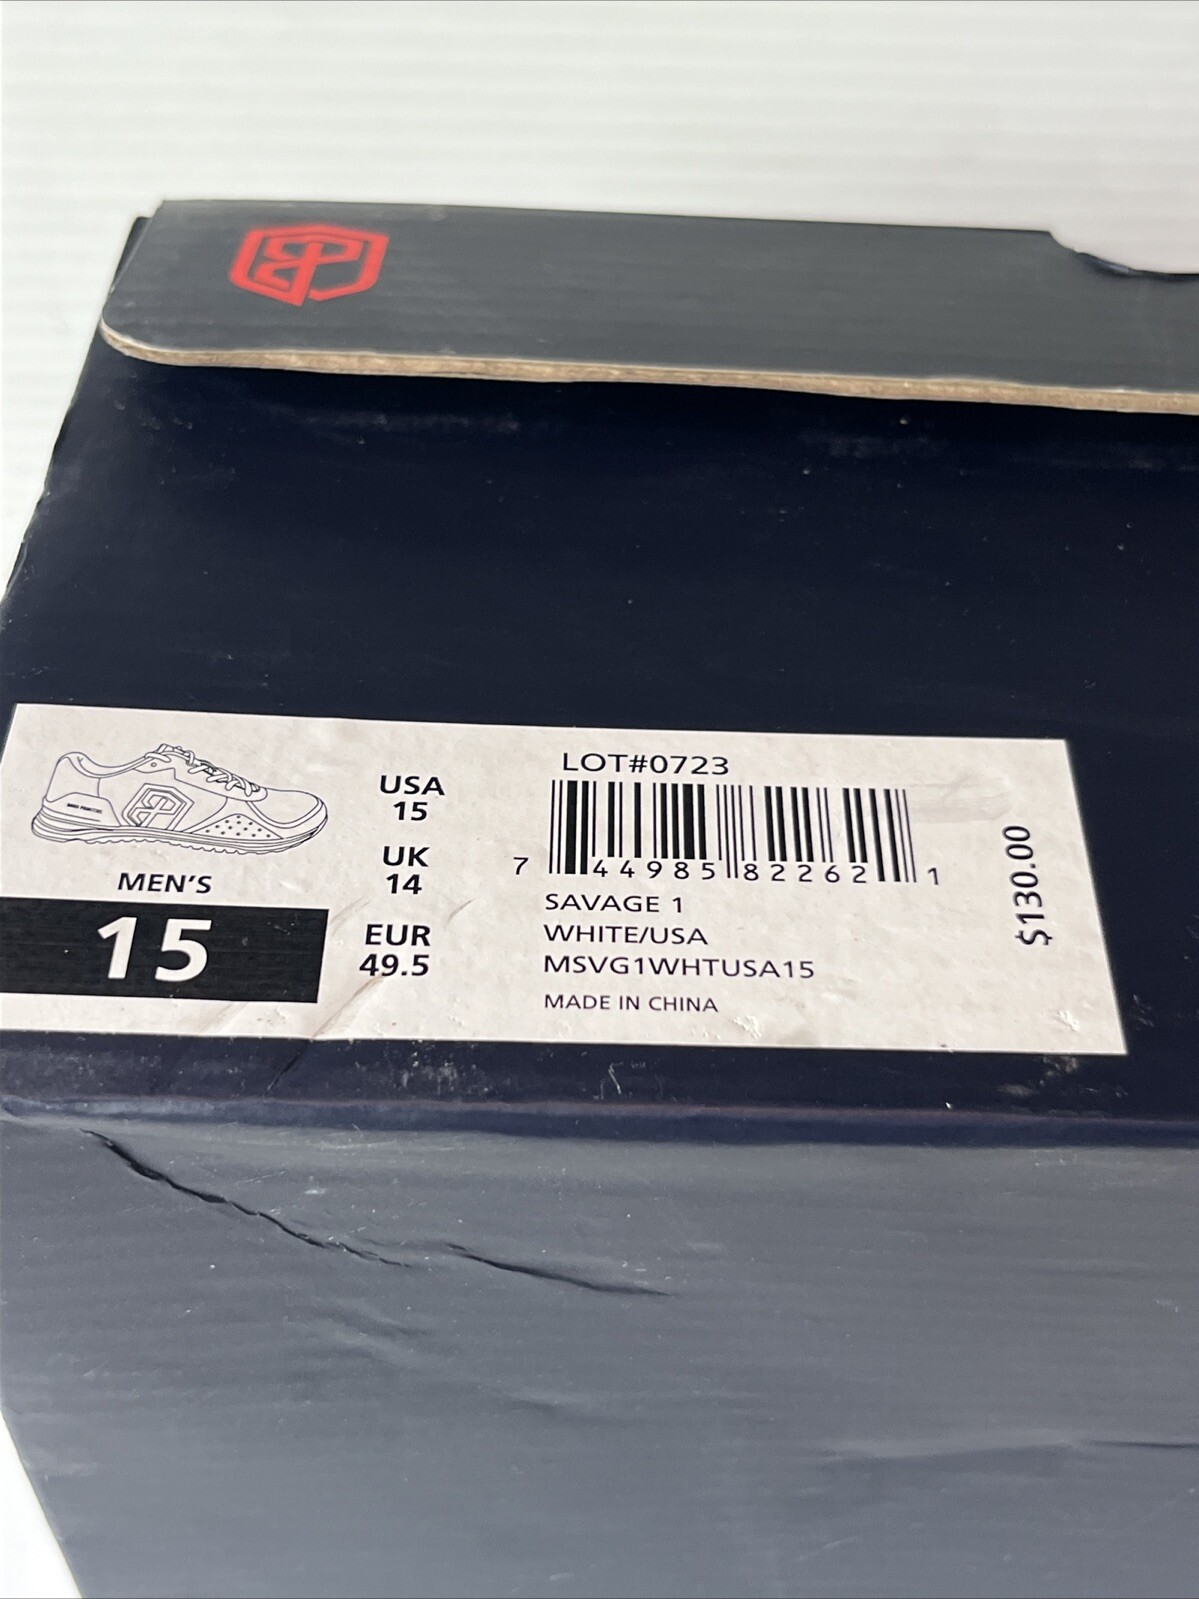 MEN'S
15
USA
15
UK
14
EUR
49.5
LOT#0723
7 44985 82262 1
SAVAGE 1
WHITE/USA
MSVG1WHTUSA15
MADE IN CHINA
$130.00